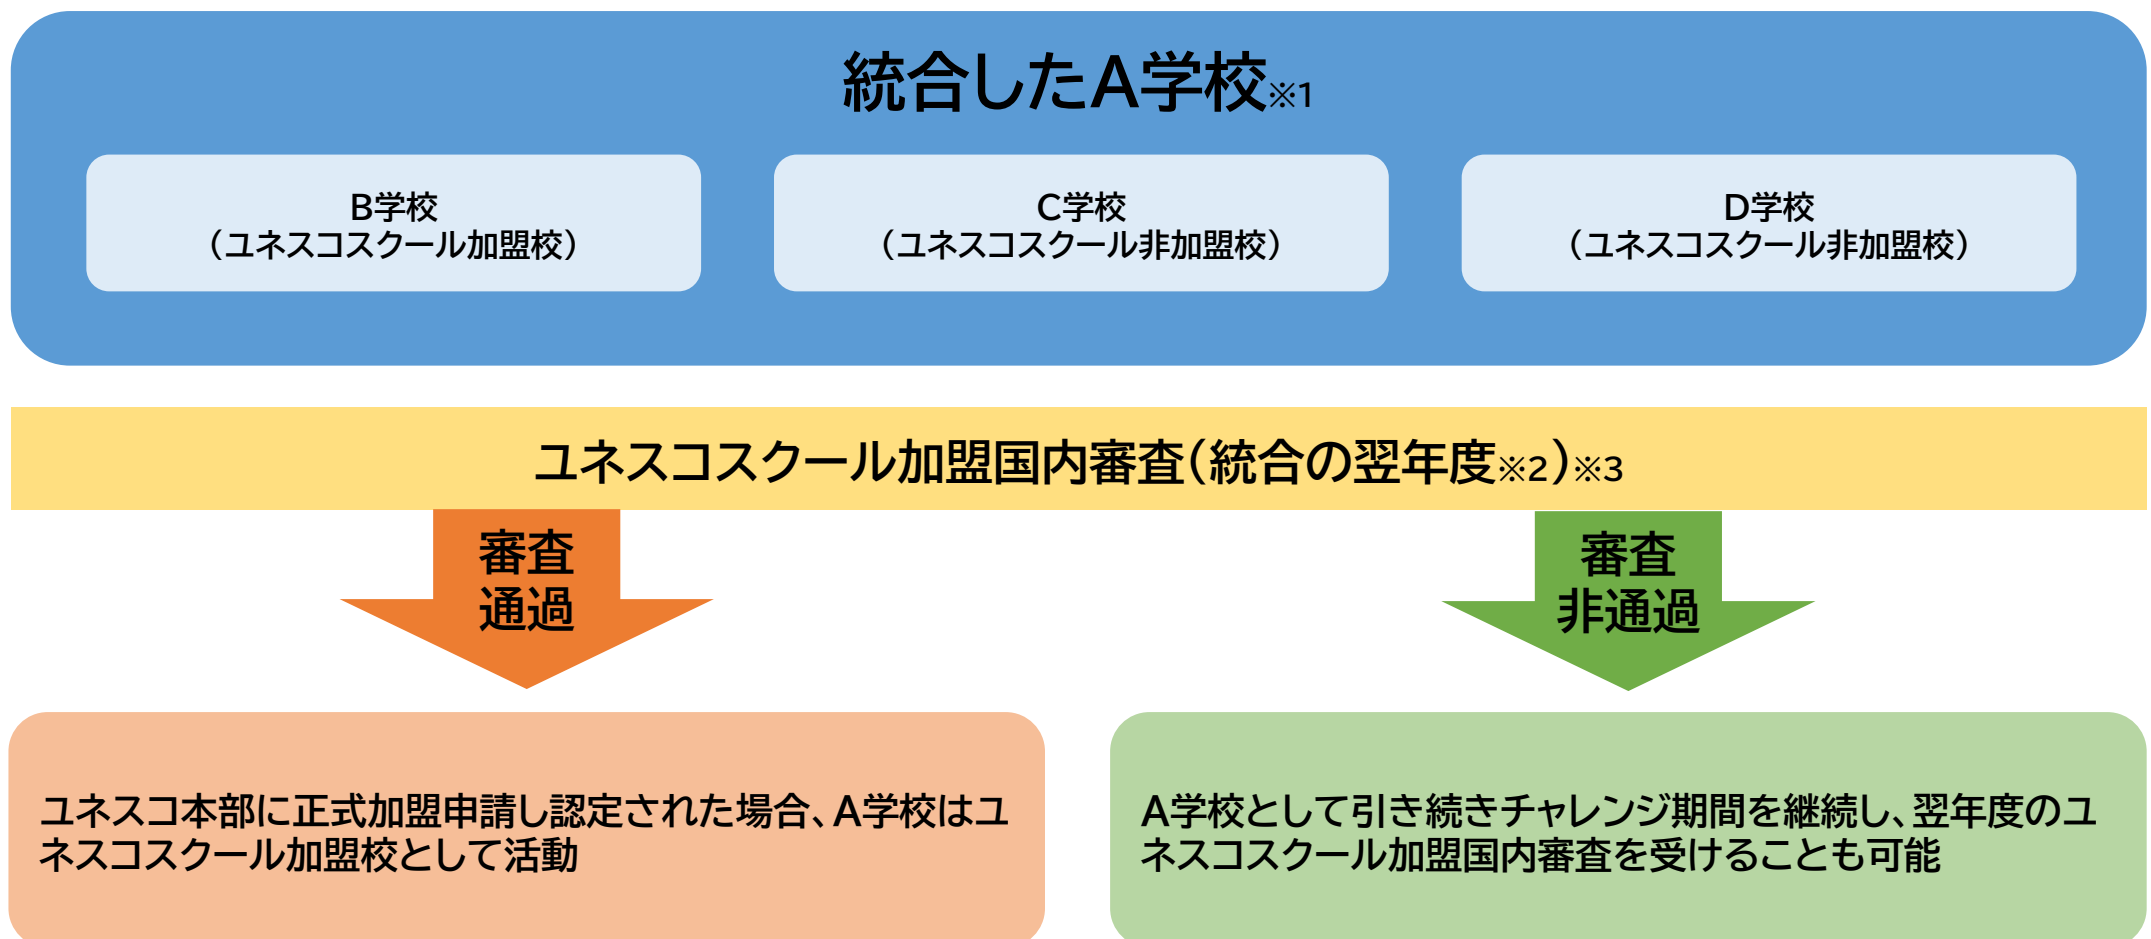 統合したA学校※1
B学校
（ユネスコスクール加盟校）
C学校
（ユネスコスクール非加盟校）
D学校
（ユネスコスクール非加盟校）
ユネスコスクール加盟国内審査（統合の翌年度※2）※3
審査
通過
審査
非通過
ユネスコ本部に正式加盟申請し認定された場合、A学校はユ
ネスコスクール加盟校として活動
A学校として引き続きチャレンジ期間を継続し、翌年度のユ
ネスコスクール加盟国内審査を受けることも可能